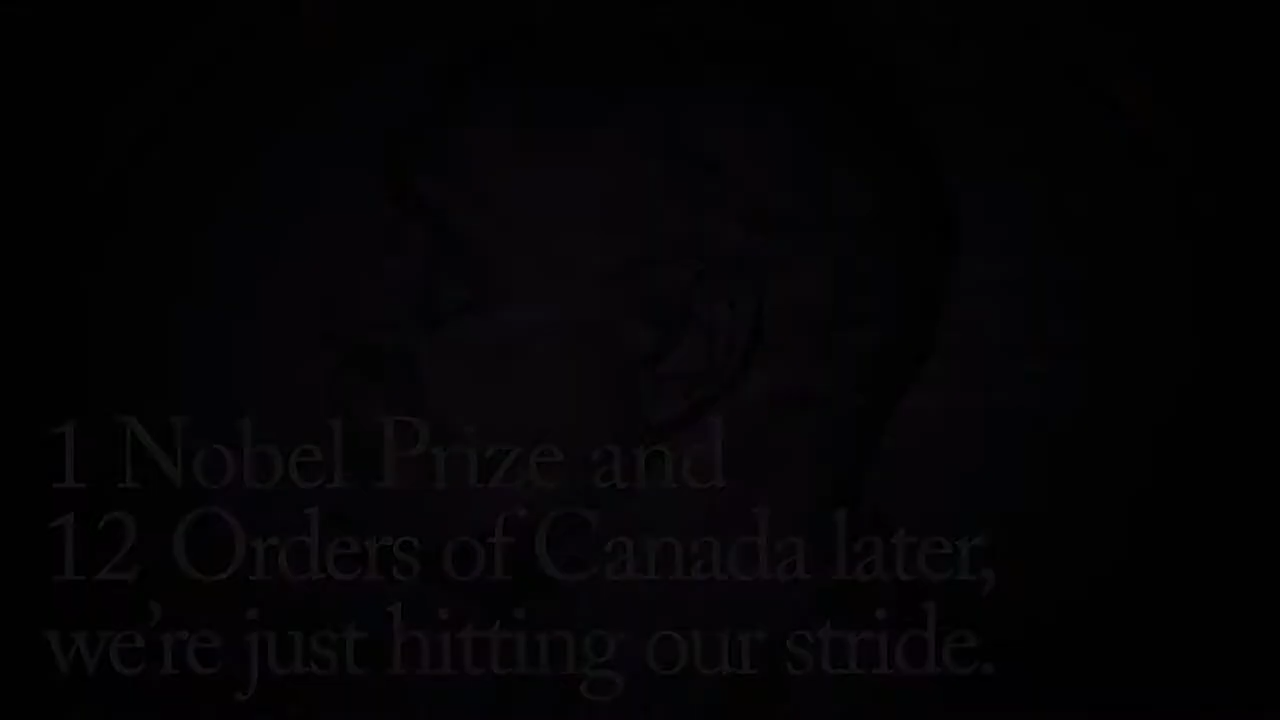 1 Nobel Prize and
12 Orders of Canada later,
we're just hitting our stride.